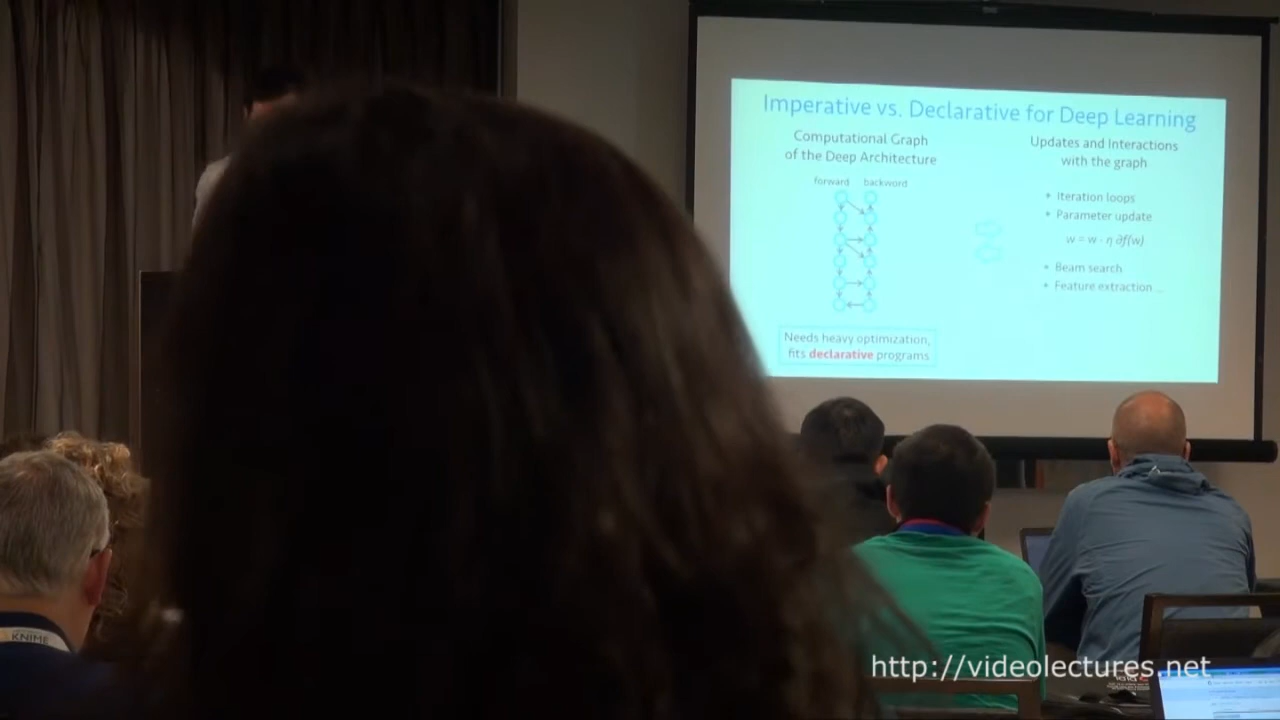 Imperative vs. Declarative for Deep Learning
Computational Graph
of the Deep Architecture
forward backword
Needs heavy optimization,
fits declarative programs
Updates and Interactions
with the graph
• Iteration loops
• Parameter update
w = w - η ∂f(w)
• Beam search
• Feature extraction ...
KNIME
http://videolectures.net